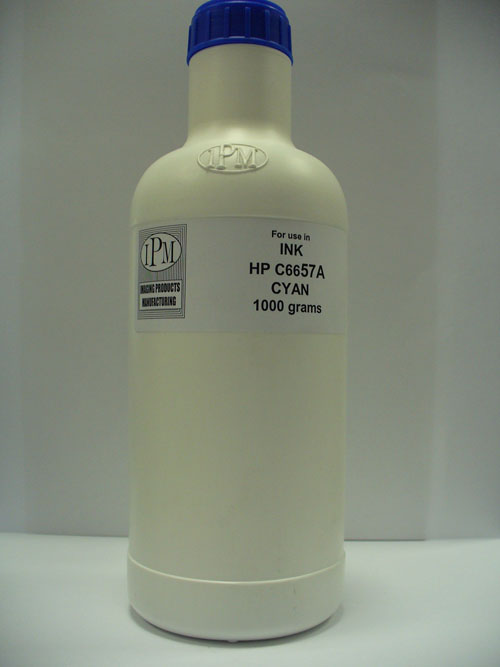 IPM
IPM
IMAGING PRODUCTS
MANUFACTURING
For use in
INK
HP C6657A
CYAN
1000 grams